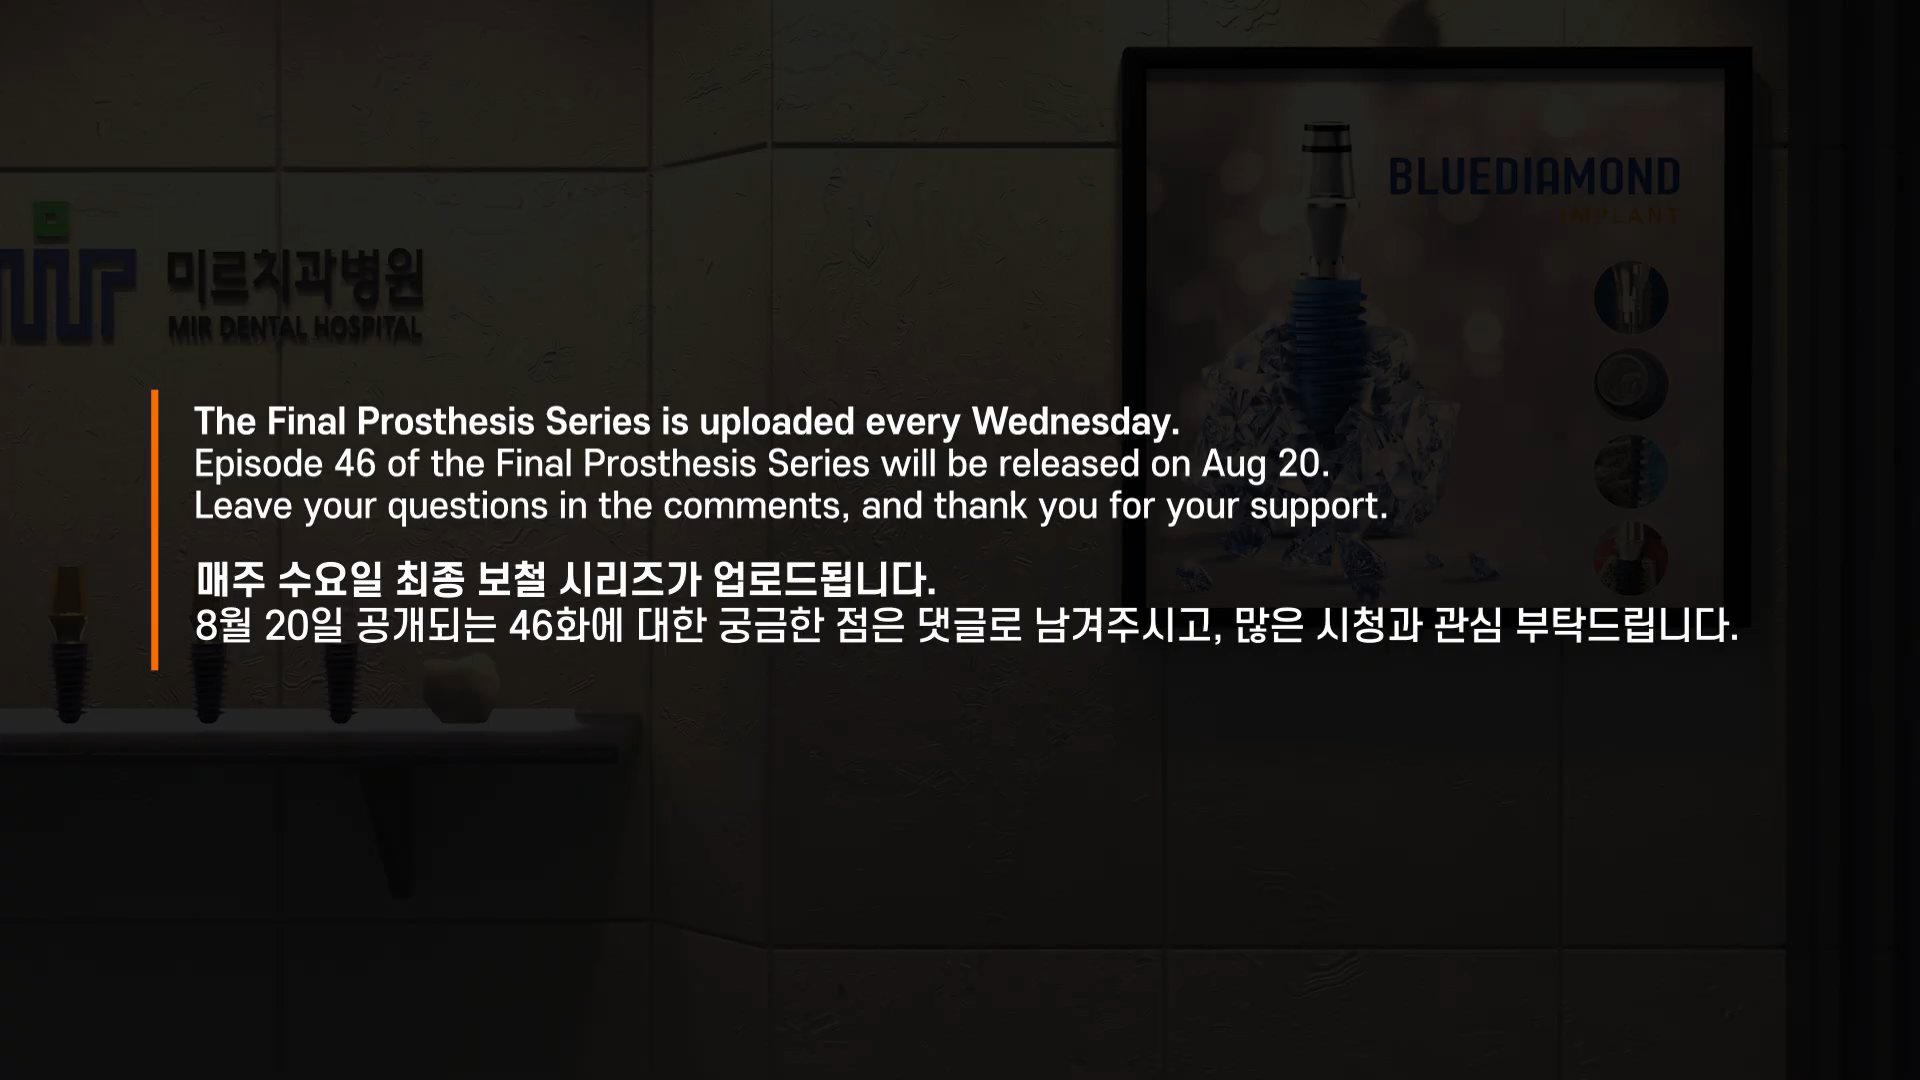 미르치과병원
MIR DENTAL HOSPITAL
BLUEDIAMOND
IMPLANT
The Final Prosthesis Series is uploaded every Wednesday.
Episode 46 of the Final Prosthesis Series will be released on Aug 20.
Leave your questions in the comments, and thank you for your support.
매주 수요일 최종 보철 시리즈가 업로드됩니다.
8월 20일 공개되는 46화에 대한 궁금한 점은 댓글로 남겨주시고, 많은 시청과 관심 부탁드립니다.